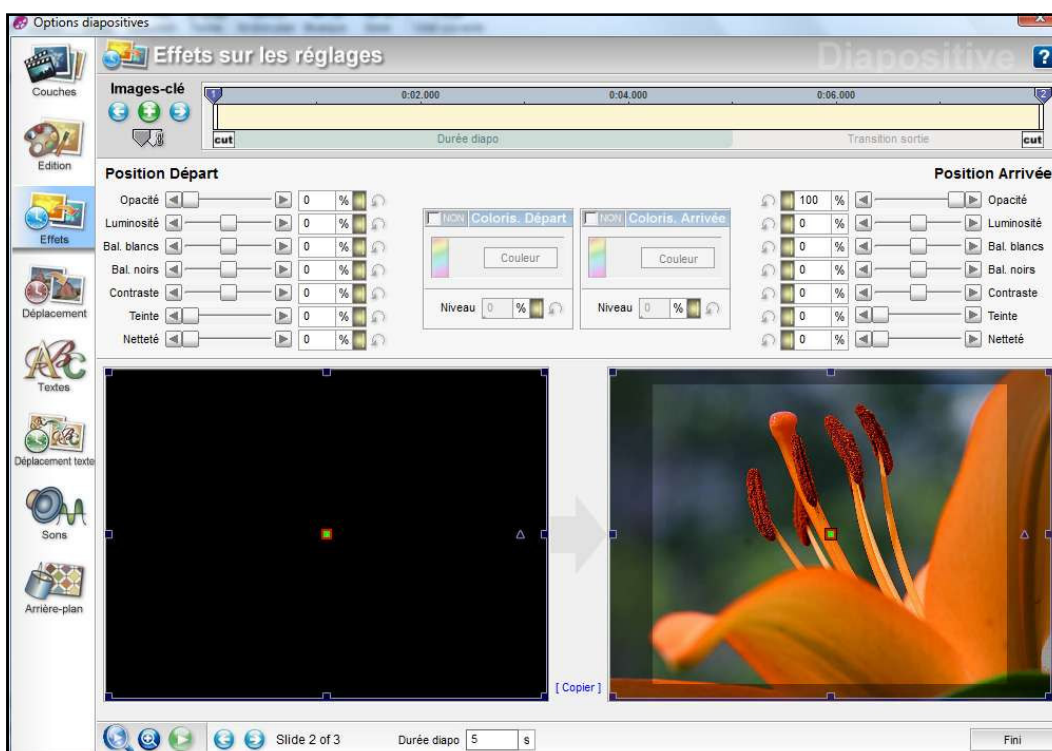 Options diapositives
x
Effets sur les réglages
Diapositive
?
Couches
Edition
Effets
Déplacement
Textes
Déplacement texte
Sons
Arrière-plan
Images-clé
1
0:02.000
0:04.000
0:06.000
2
cut
Durée diapo
Transition sortie
cut
Position Départ
Position Arrivée
Opacité 0 %
Luminosité 0 %
Bal. blancs 0 %
Bal. noirs 0 %
Contraste 0 %
Teinte 0 %
Netteté 0 %
NON Coloris. Départ
Couleur
Niveau 0 %
NON Coloris. Arrivée
Couleur
Niveau 0 %
100 % Opacité
0 % Luminosité
0 % Bal. blancs
0 % Bal. noirs
0 % Contraste
0 % Teinte
0 % Netteté
[ Copier ]
Slide 2 of 3
Durée diapo 5 s
Fini